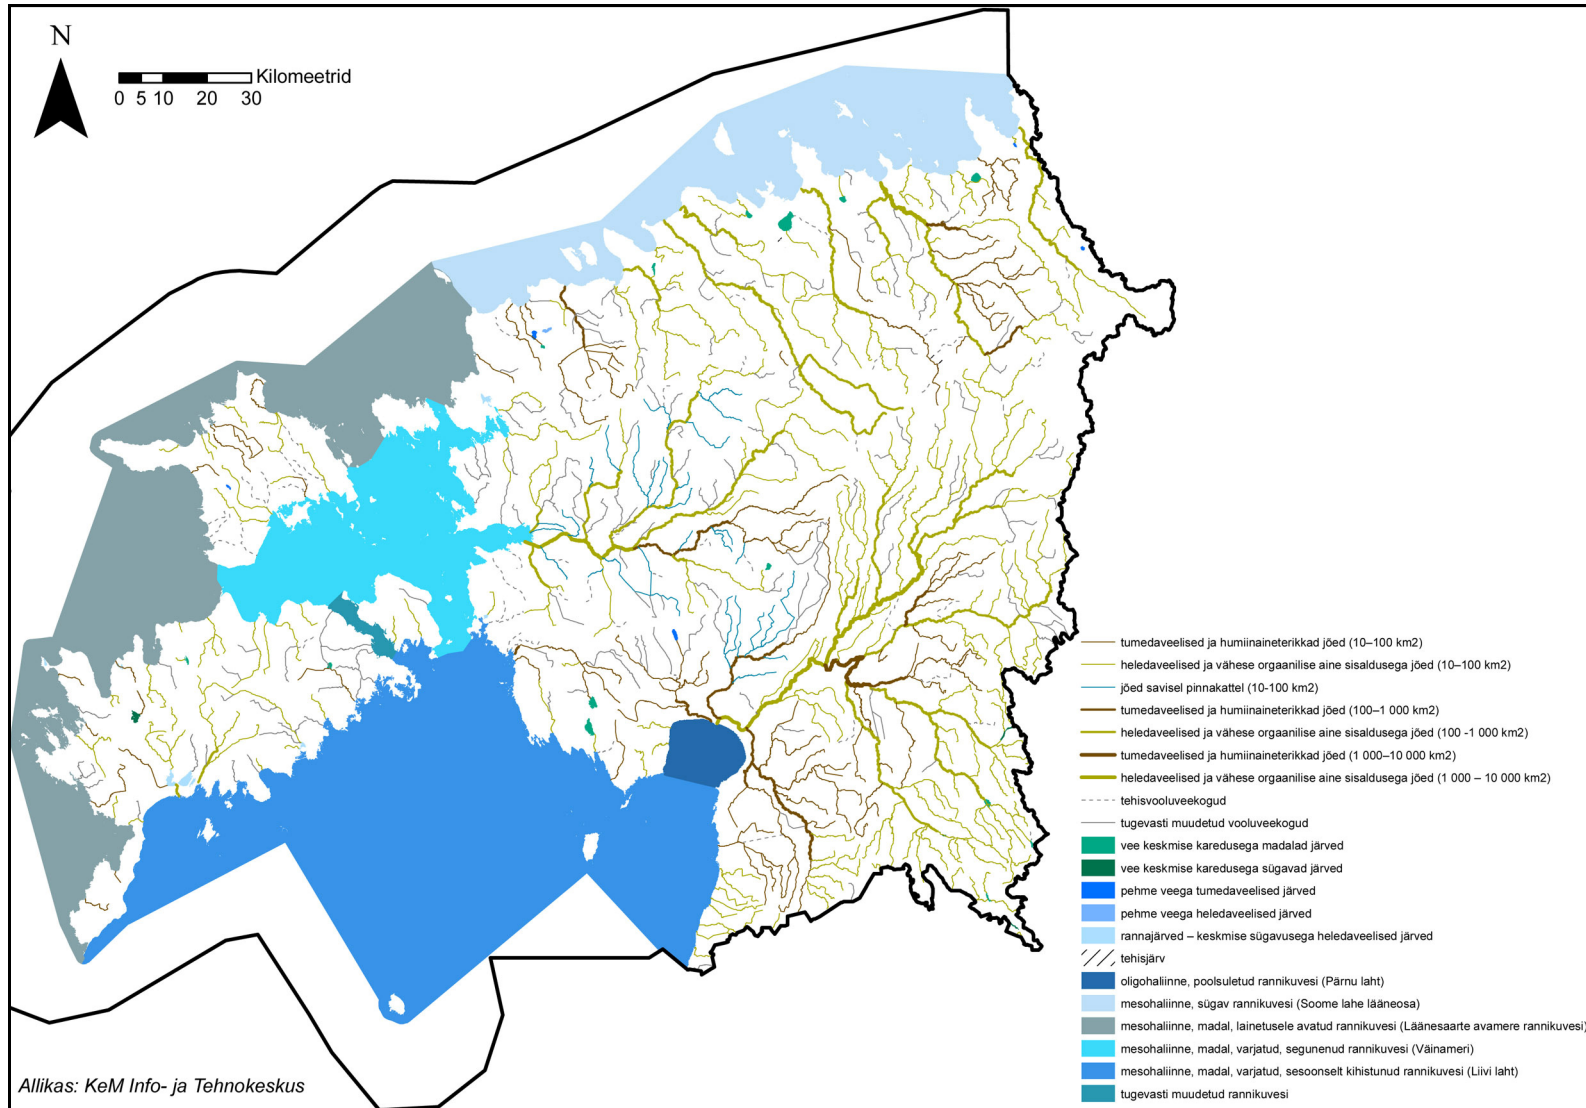 N
Kilomeetrid
0 5 10 20 30
tumedaveelised ja humiinaineterikkad jõed (10–100 km2)
heledaveelised ja vähese orgaanilise aine sisaldusega jõed (10–100 km2)
jõed savisel pinnakattel (10-100 km2)
tumedaveelised ja humiinaineterikkad jõed (100–1 000 km2)
heledaveelised ja vähese orgaanilise aine sisaldusega jõed (100 -1 000 km2)
tumedaveelised ja humiinaineterikkad jõed (1 000–10 000 km2)
heledaveelised ja vähese orgaanilise aine sisaldusega jõed (1 000 – 10 000 km2)
tehisvooluveekogud
tugevasti muudetud vooluveekogud
vee keskmise karedusega madalad järved
vee keskmise karedusega sügavad järved
pehme veega tumedaveelised järved
pehme veega heledaveelised järved
rannajärved – keskmise sügavusega heledaveelised järved
tehisjärv
oligohaliinne, poolsuletud rannikuvesi (Pärnu laht)
mesohaliinne, sügav rannikuvesi (Soome lahe lääneosa)
mesohaliinne, madal, lainetusele avatud rannikuvesi (Läänesaarte avamere rannikuvesi)
mesohaliinne, madal, varjatud, segunenud rannikuvesi (Väinameri)
mesohaliinne, madal, varjatud, sesoonselt kihistunud rannikuvesi (Liivi laht)
tugevasti muudetud rannikuvesi
Allikas: KeM Info- ja Tehnokeskus